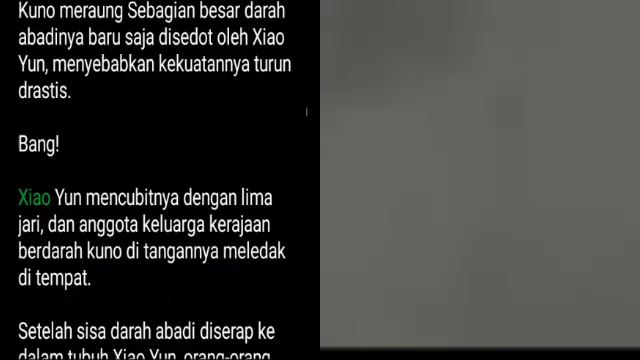 Kuno meraung Sebagian besar darah
abadinya baru saja disedot oleh Xiao
Yun, menyebabkan kekuatannya turun
drastis.
Bang!
Xiao Yun mencubitnya dengan lima
jari, dan anggota keluarga kerajaan
berdarah kuno di tangannya meledak
di tempat.
Setelah sisa darah abadi diserap ke
dalam tubuh Xiao Yun, orang-orang